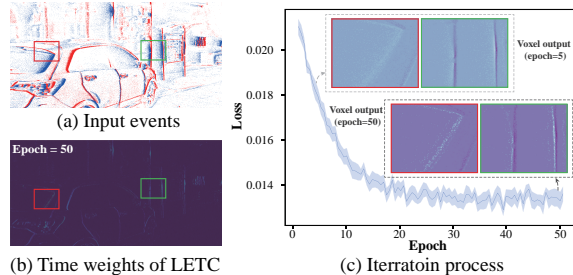 (a) Input events
Epoch = 50
(b) Time weights of LETC
Loss
0.020
0.018
0.016
0.014
Voxel output
(epoch=5)
Voxel output
(epoch=50)
0 10 20 30 40 50
Epoch
(c) Iterratoin process